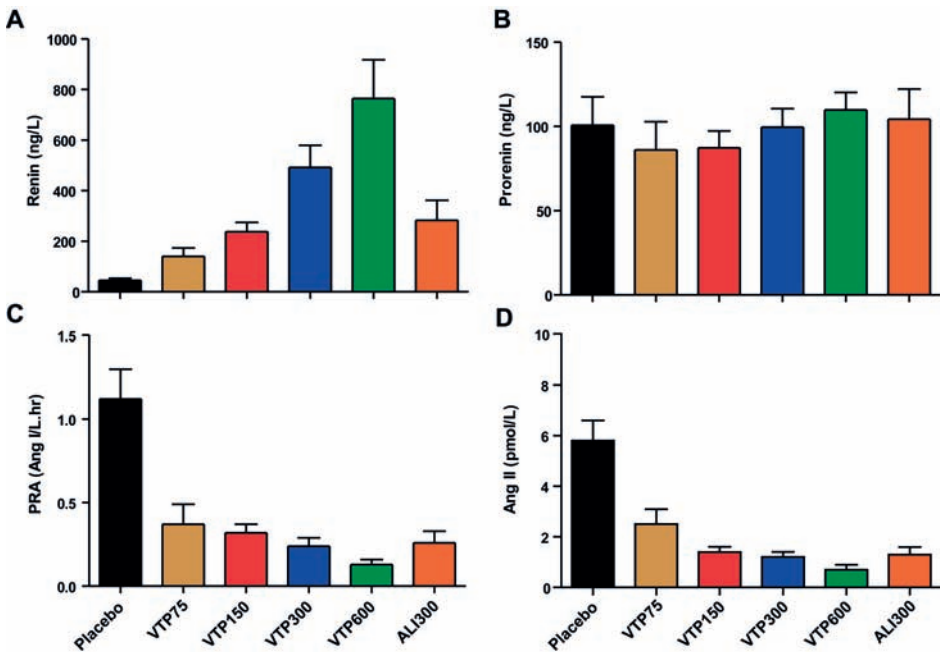 A
Renin (ng/L)
1000
800
600
400
200
0
B
Prorenin (ng/L)
150
100
50
0
C
PRA (Ang I/L.hr)
1.5
1.0
0.5
0.0
Placebo
VTP75
VTP150
VTP300
VTP600
ALI300
D
Ang II (pmol/L)
10
8
6
4
2
0
Placebo
VTP75
VTP150
VTP300
VTP600
ALI300